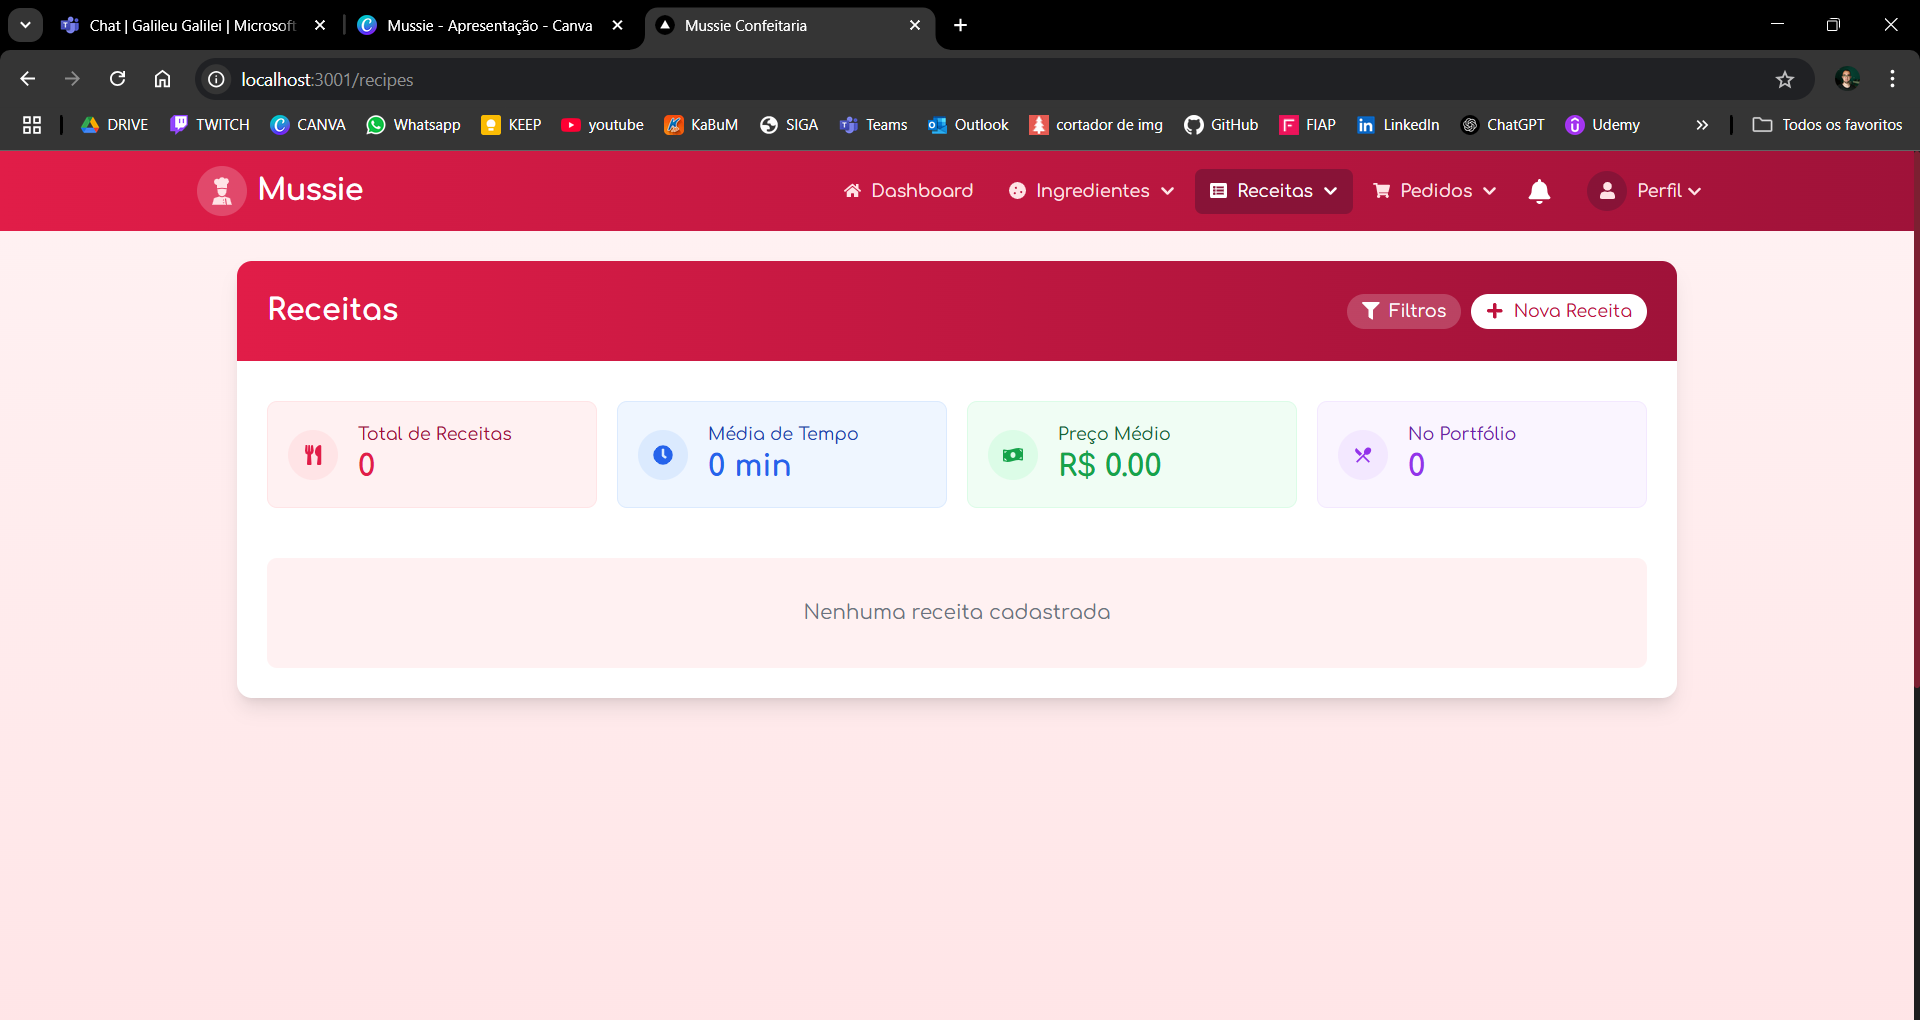 Chat | Galileu Galilei | Microsoft
Mussie - Apresentação - Canva
Mussie Confeitaria
localhost:3001/recipes
DRIVE
TWITCH
CANVA
Whatsapp
KEEP
youtube
KaBuM
SIGA
Teams
Outlook
cortador de img
GitHub
FIAP
LinkedIn
ChatGPT
Udemy
Todos os favoritos
Mussie
Dashboard
Ingredientes
Receitas
Pedidos
Perfil
Receitas
Filtros
Nova Receita
Total de Receitas
0
Média de Tempo
0 min
Preço Médio
R$ 0.00
No Portfólio
0
Nenhuma receita cadastrada